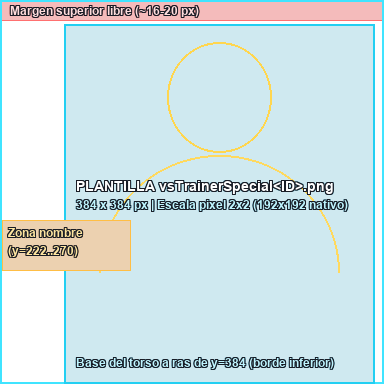 Margen superior libre (~16-20 px)
PLANTILLA vsTrainerSpecial<ID>.png
384 x 384 px | Escala pixel 2x2 (192x192 nativo)
Zona nombre
(y=222..270)
Base del torso a ras de y=384 (borde inferior)